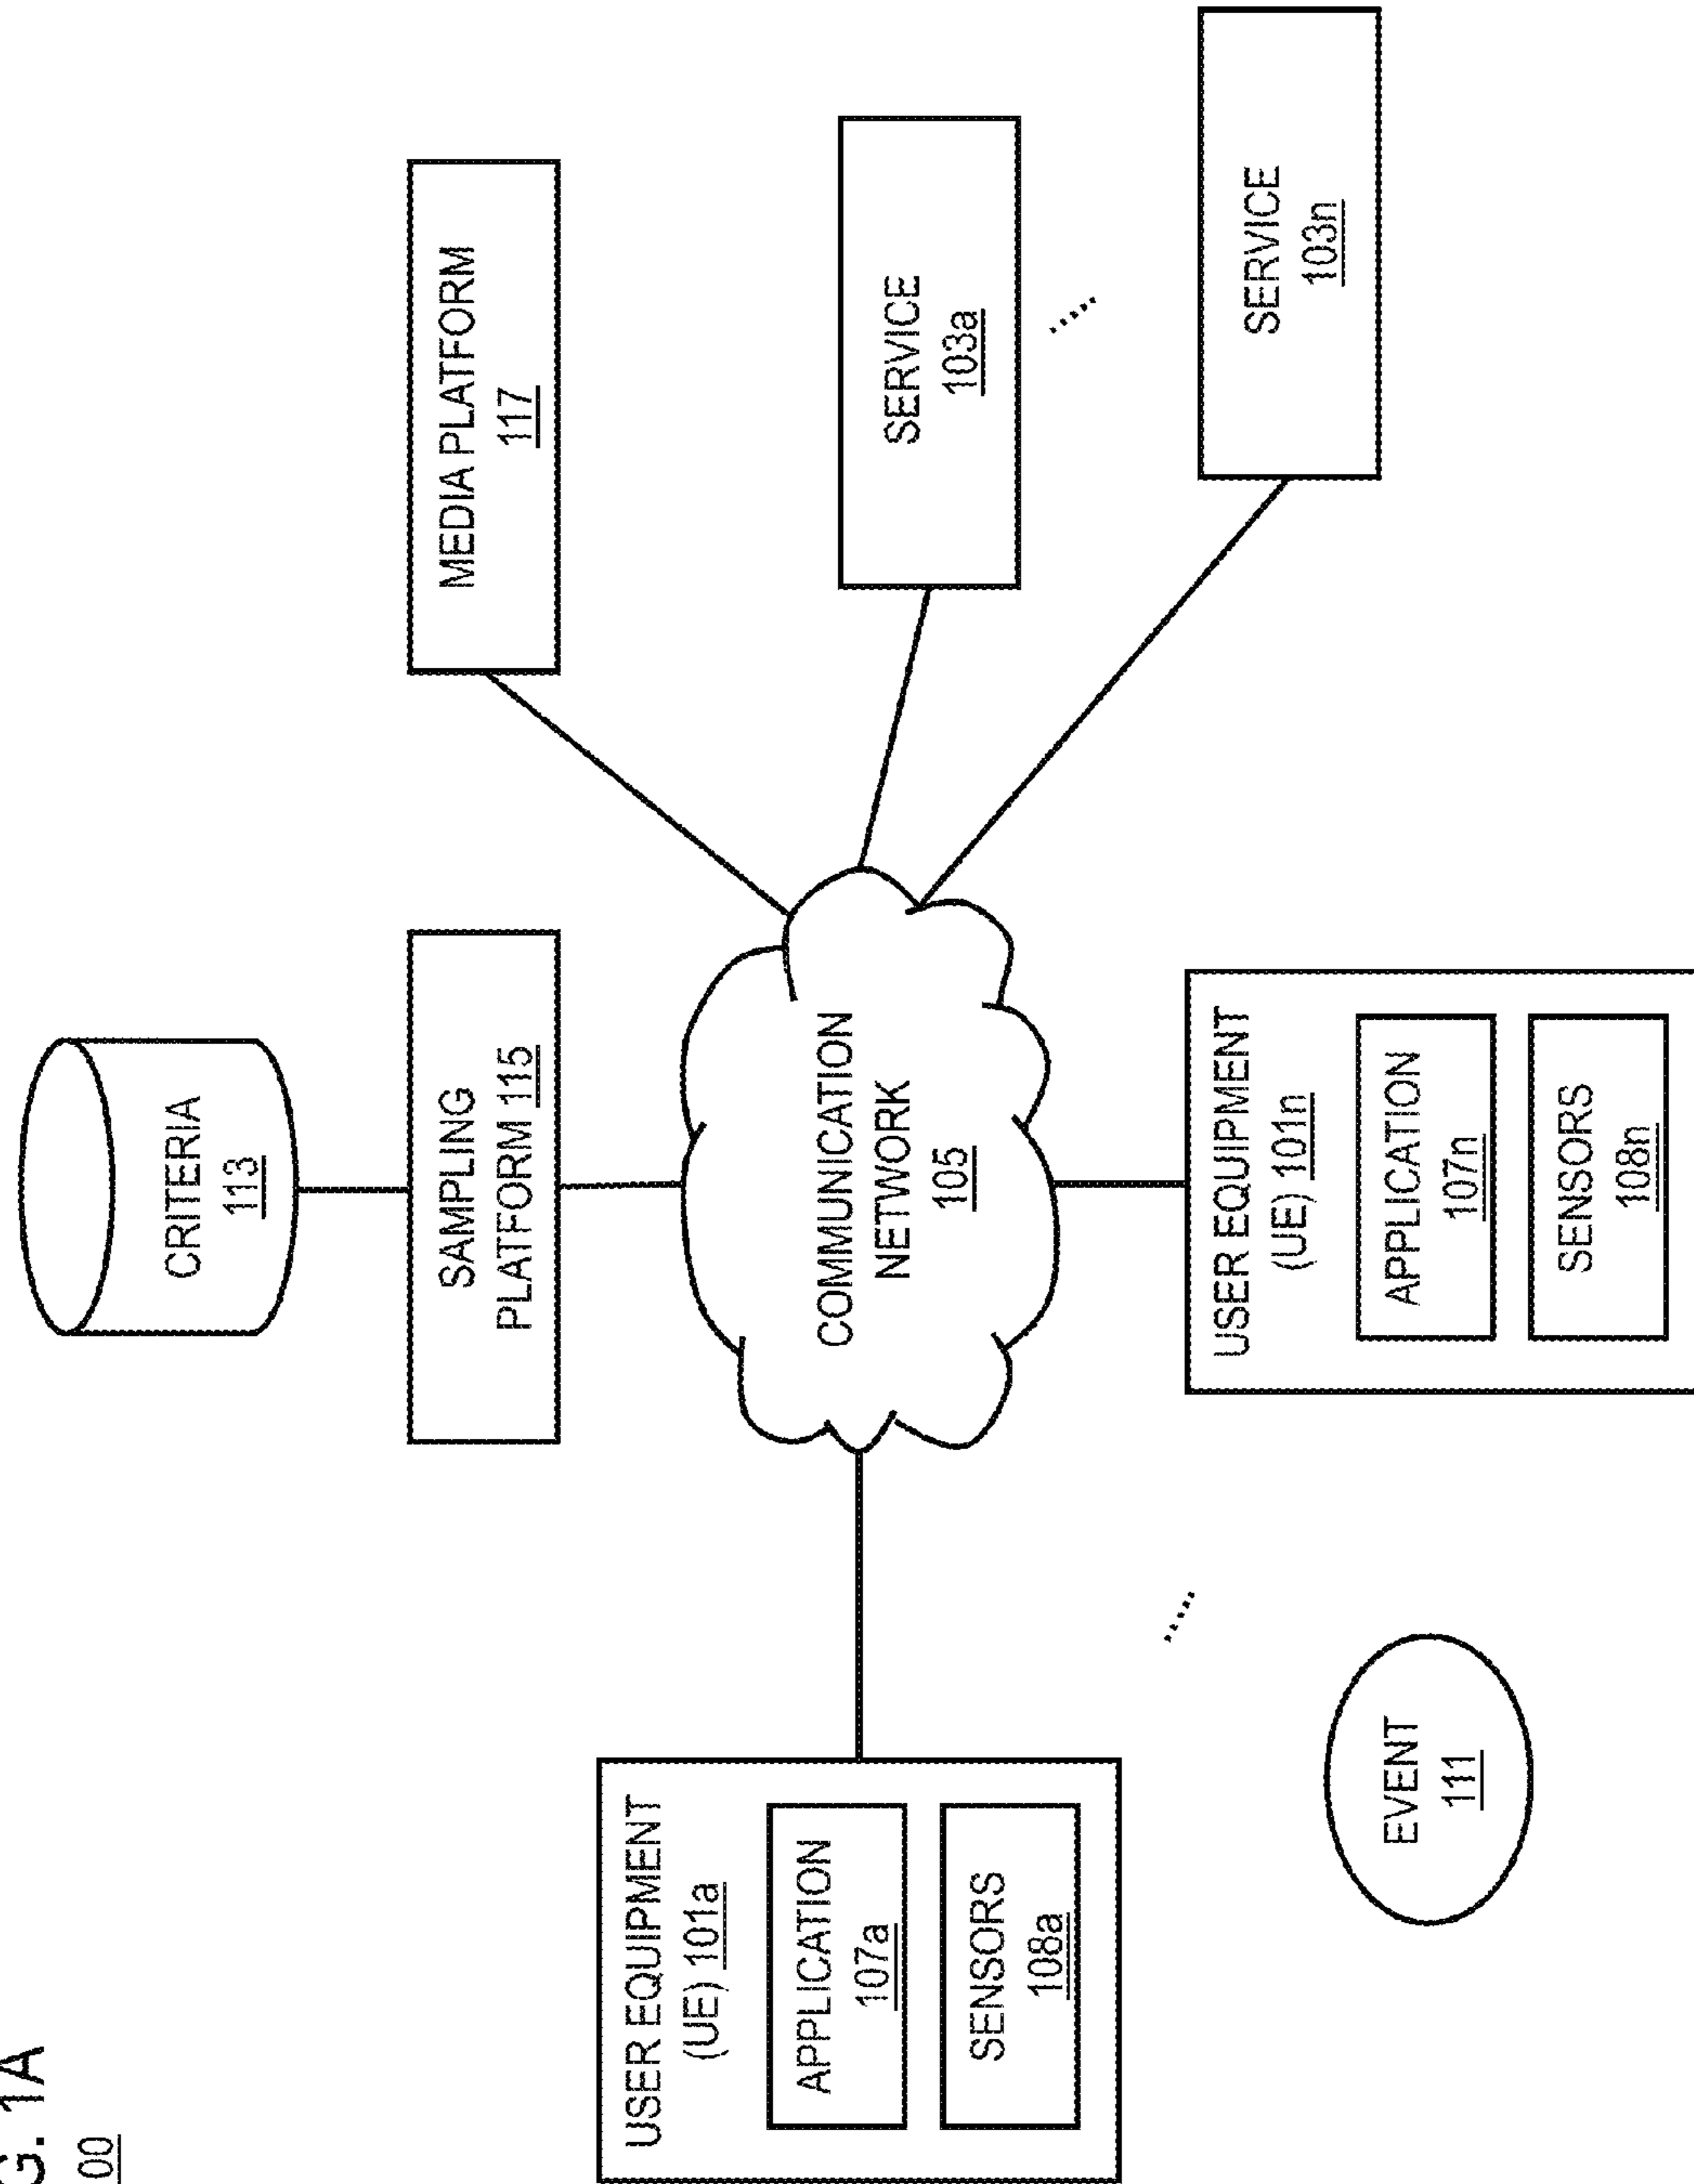 G. 1A
00
CRITERIA
113
SAMPLING
PLATFORM 115
MEDIA PLATFORM
117
COMMUNICATION
NETWORK
105
SERVICE
103a
SERVICE
103n
USER EQUIPMENT
(UE) 101a
APPLICATION
107a
SENSORS
108a
USER EQUIPMENT
(UE) 101n
APPLICATION
107n
SENSORS
108n
EVENT
111